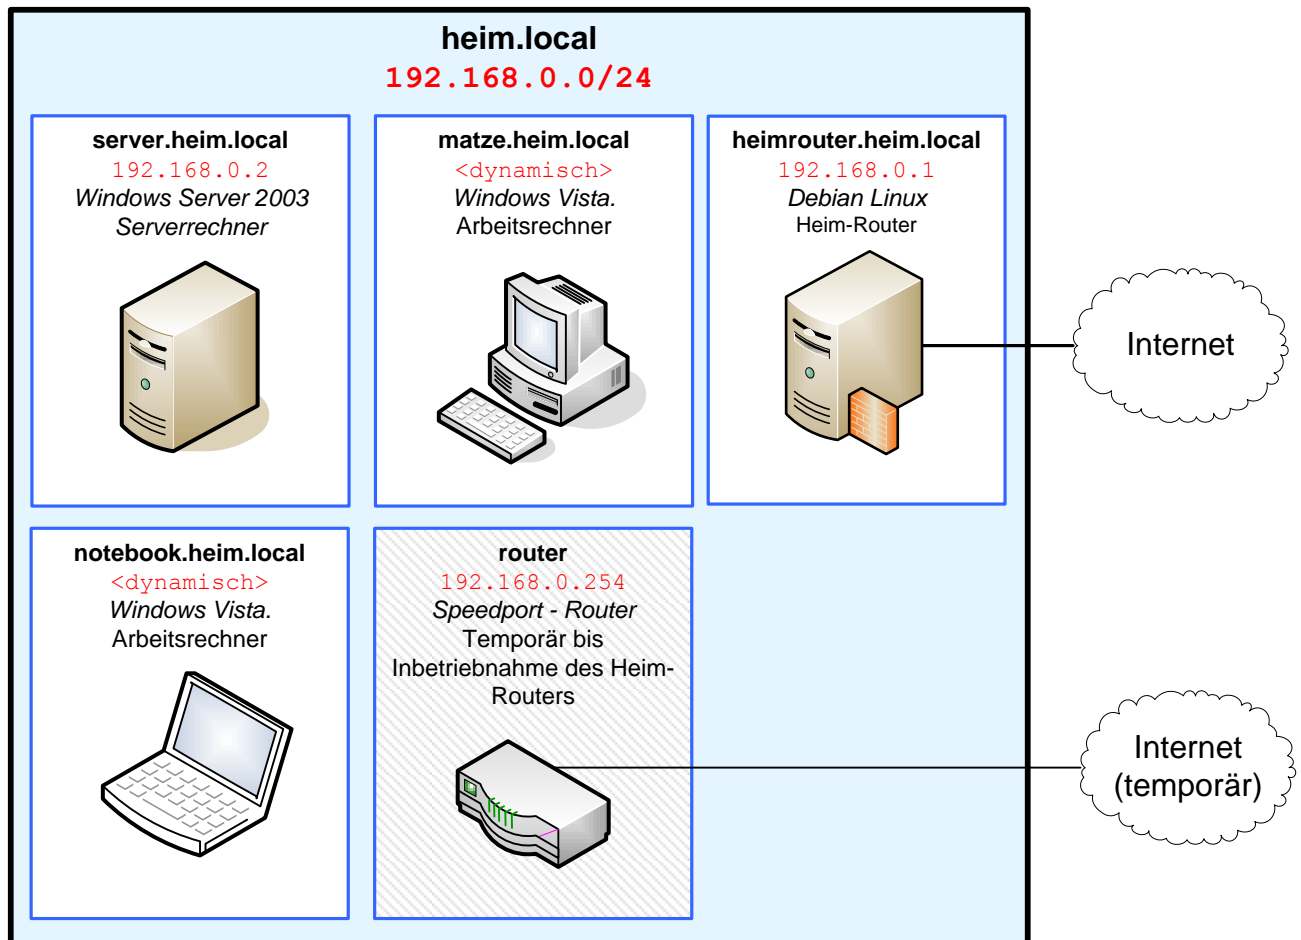 heim.local
192.168.0.0/24
server.heim.local
192.168.0.2
Windows Server 2003
Serverrechner
matze.heim.local
<dynamisch>
Windows Vista.
Arbeitsrechner
heimrouter.heim.local
192.168.0.1
Debian Linux
Heim-Router
Internet
notebook.heim.local
<dynamisch>
Windows Vista.
Arbeitsrechner
router
192.168.0.254
Speedport - Router
Temporär bis
Inbetriebnahme des Heim-
Routers
Internet
(temporär)